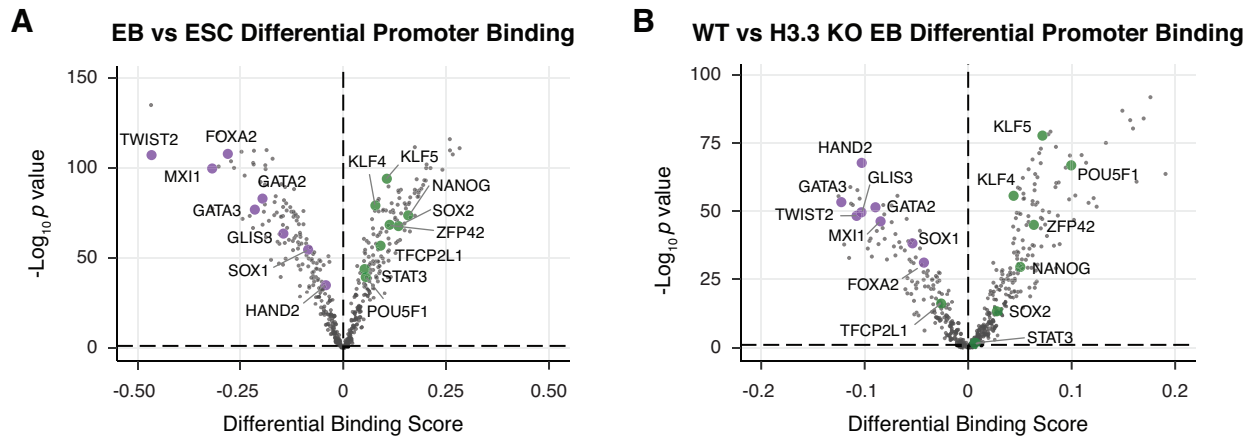 A
EB vs ESC Differential Promoter Binding
150
100
50
0
-Log10 p value
TWIST2
FOXA2
MXI1
GATA2
GATA3
GLIS3
SOX1
HAND2
KLF4
KLF5
NANOG
SOX2
ZFP42
TFCP2L1
STAT3
POU5F1
-0.50
-0.25
0
0.25
0.50
Differential Binding Score
B
WT vs H3.3 KO EB Differential Promoter Binding
100
75
50
25
0
-Log10 p value
KLF5
HAND2
GLIS3
POU5F1
GATA3
KLF4
TWIST2
GATA2
MXI1
SOX1
ZFP42
FOXA2
NANOG
TFCP2L1
SOX2
STAT3
-0.2
-0.1
0
0.1
0.2
Differential Binding Score